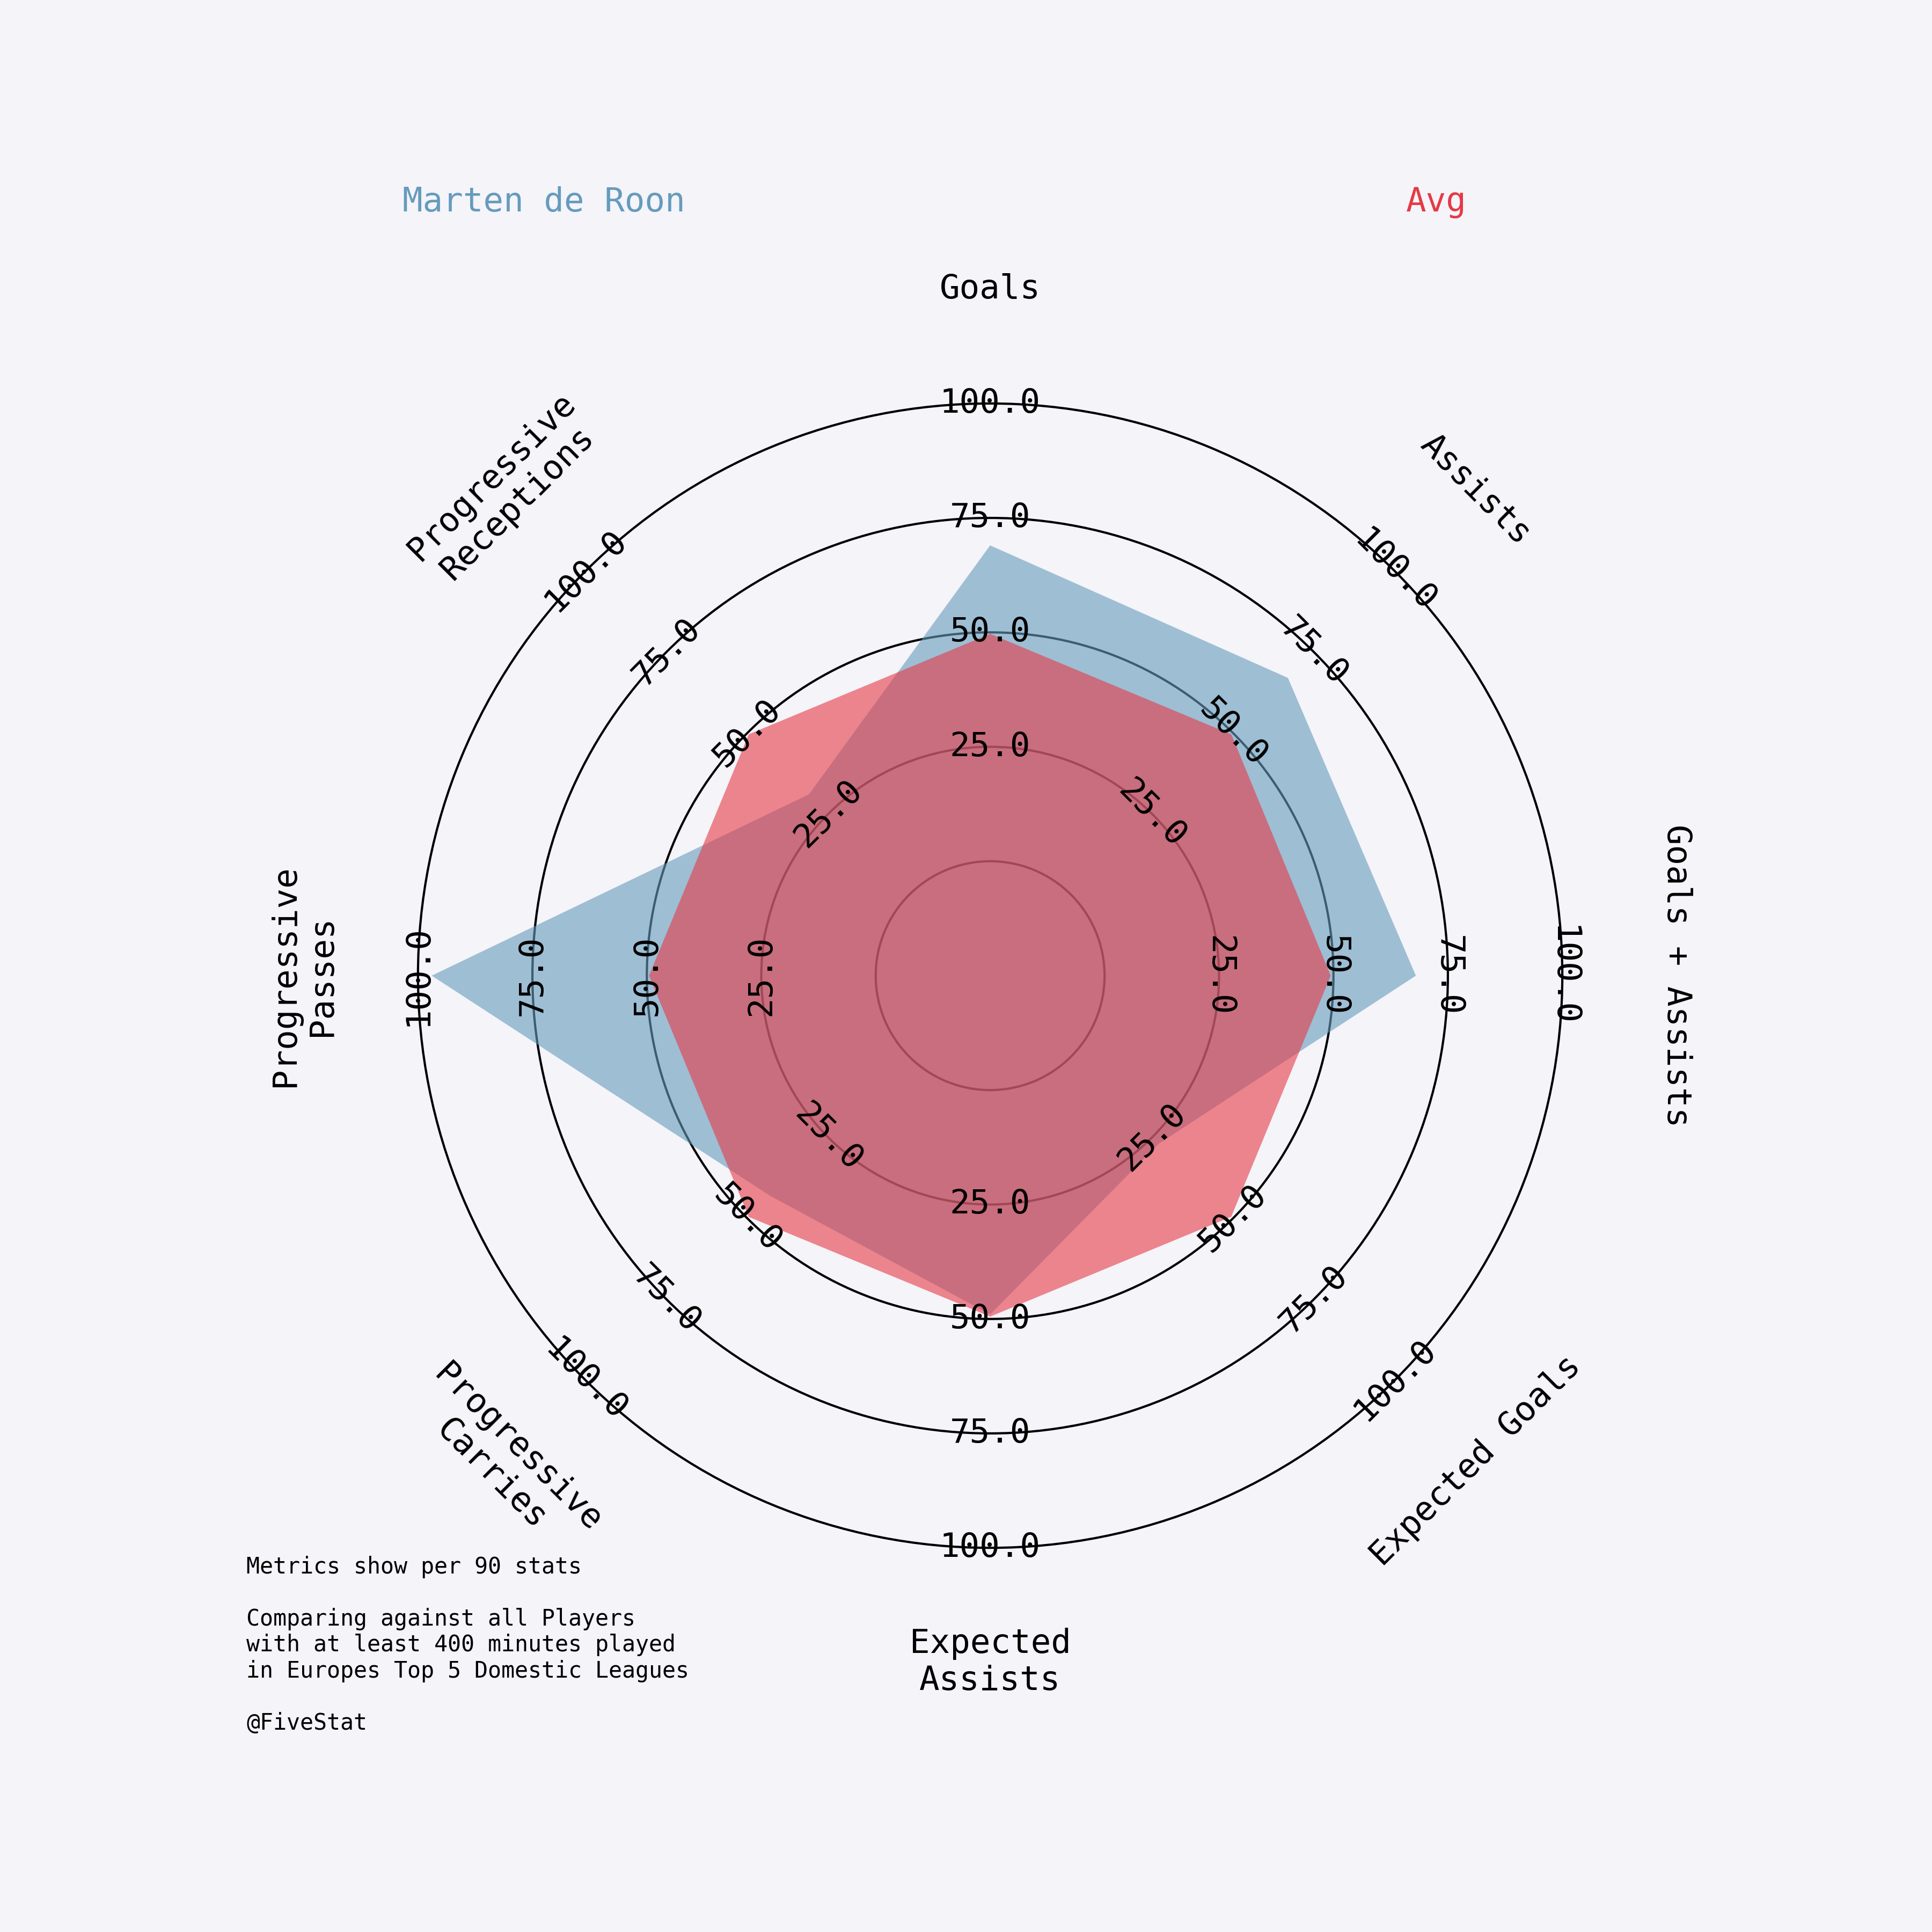 Marten de Roon
Avg
Goals
Assists
Goals + Assists
Expected Goals
Expected
Assists
Progressive
Carries
Progressive
Passes
Progressive
Receptions
25.0
50.0
75.0
100.0
25.0
50.0
75.0
100.0
25.0
50.0
75.0
100.0
25.0
50.0
75.0
100.0
25.0
50.0
75.0
100.0
25.0
50.0
75.0
100.0
25.0
50.0
75.0
100.0
25.0
50.0
75.0
100.0
Metrics show per 90 stats
Comparing against all Players
with at least 400 minutes played
in Europes Top 5 Domestic Leagues
@FiveStat